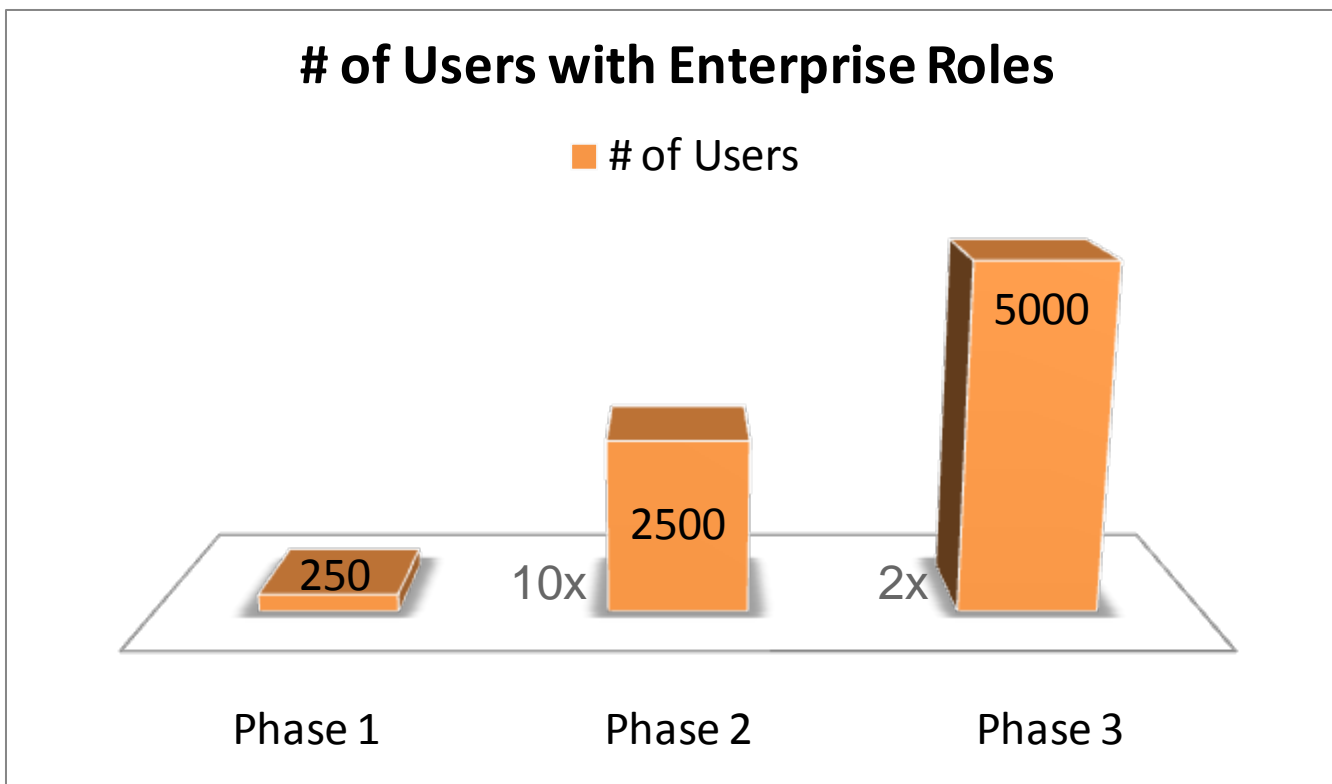 # of Users with Enterprise Roles
# of Users
5000
2500
250
10x
2x
Phase 1
Phase 2
Phase 3